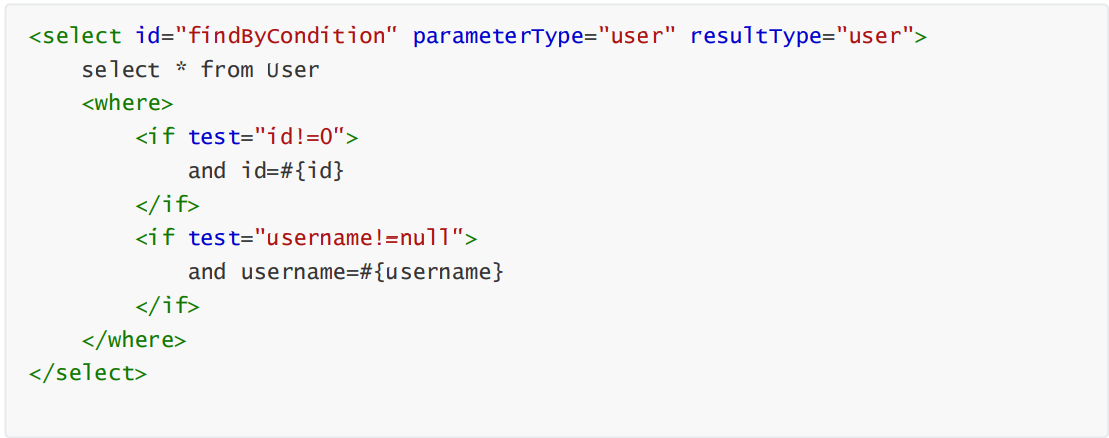 <select id="findByCondition" parameterType="user" resultType="user">
    select * from User
    <where>
        <if test="id!=0">
            and id=#{id}
        </if>
        <if test="username!=null">
            and username=#{username}
        </if>
    </where>
</select>